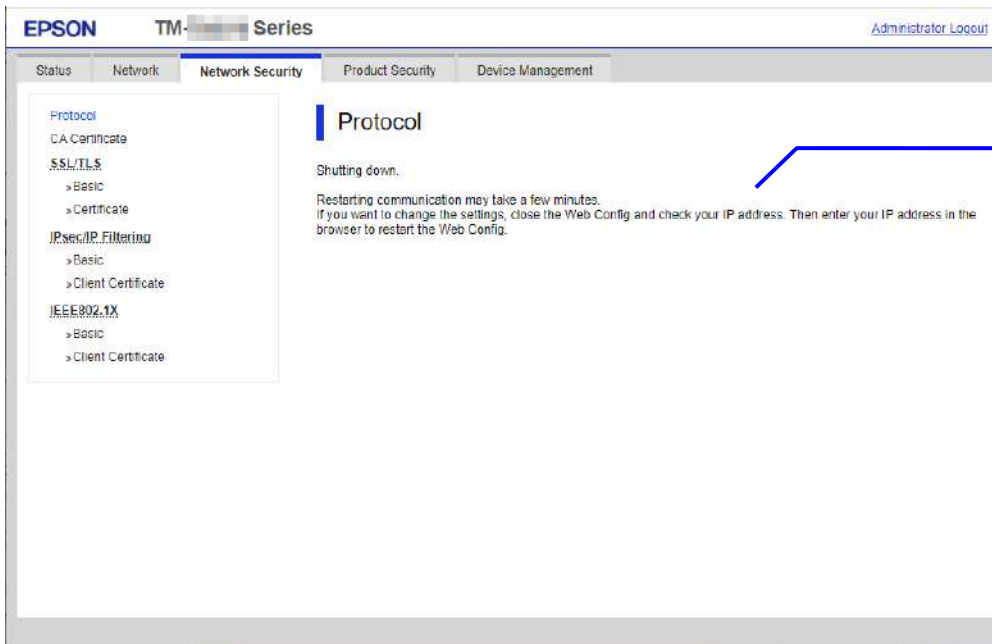 EPSON TM- Series Administrator Logout
Status Network Network Security Product Security Device Management
Protocol
CA Certificate
SSL/TLS
»Basic
»Certificate
IPsec/IP Filtering
»Basic
»Client Certificate
IEEE802.1X
»Basic
»Client Certificate
Protocol
Shutting down.
Restarting communication may take a few minutes.
If you want to change the settings, close the Web Config and check your IP address. Then enter your IP address in the
browser to restart the Web Config.